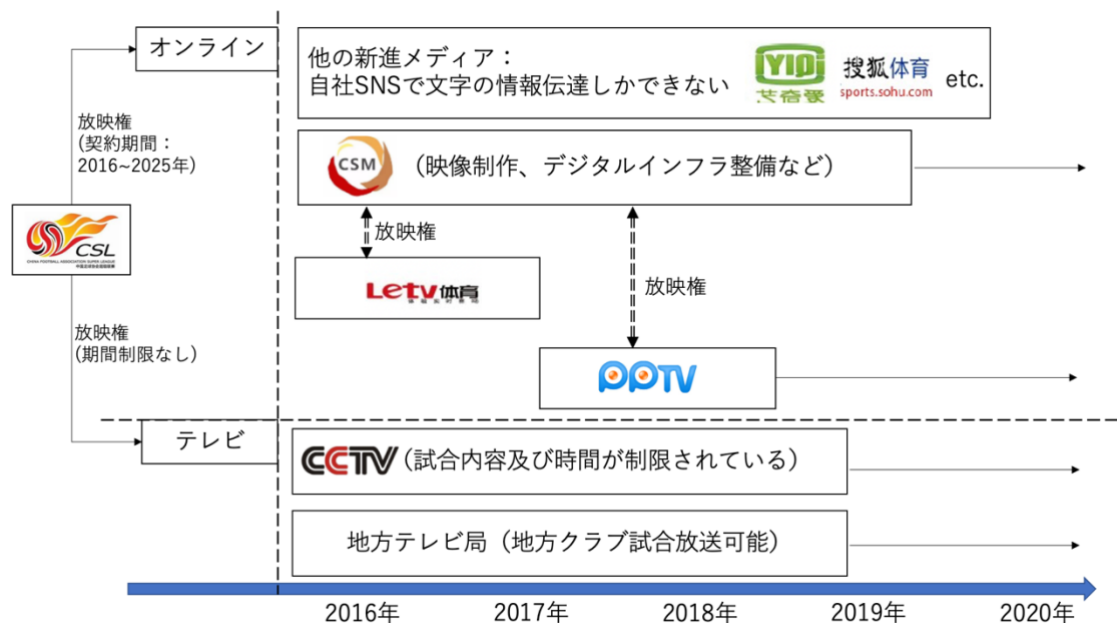 オンライン
他の新進メディア：
自社SNSで文字の情報伝達しかできない
搜狐体育
sports.sohu.com
etc.
放映権
(契約期間：
2016~2025年)
CSM
(映像制作、デジタルインフラ整備など)
CSL
CHINA FOOTBALL ASSOCIATION SUPER LEAGUE
放映権
Letv体育
放映権
放映権
(期間制限なし)
PPTV
テレビ
CCTV
(試合内容及び時間が制限されている)
地方テレビ局（地方クラブ試合放送可能）
2016年
2017年
2018年
2019年
2020年